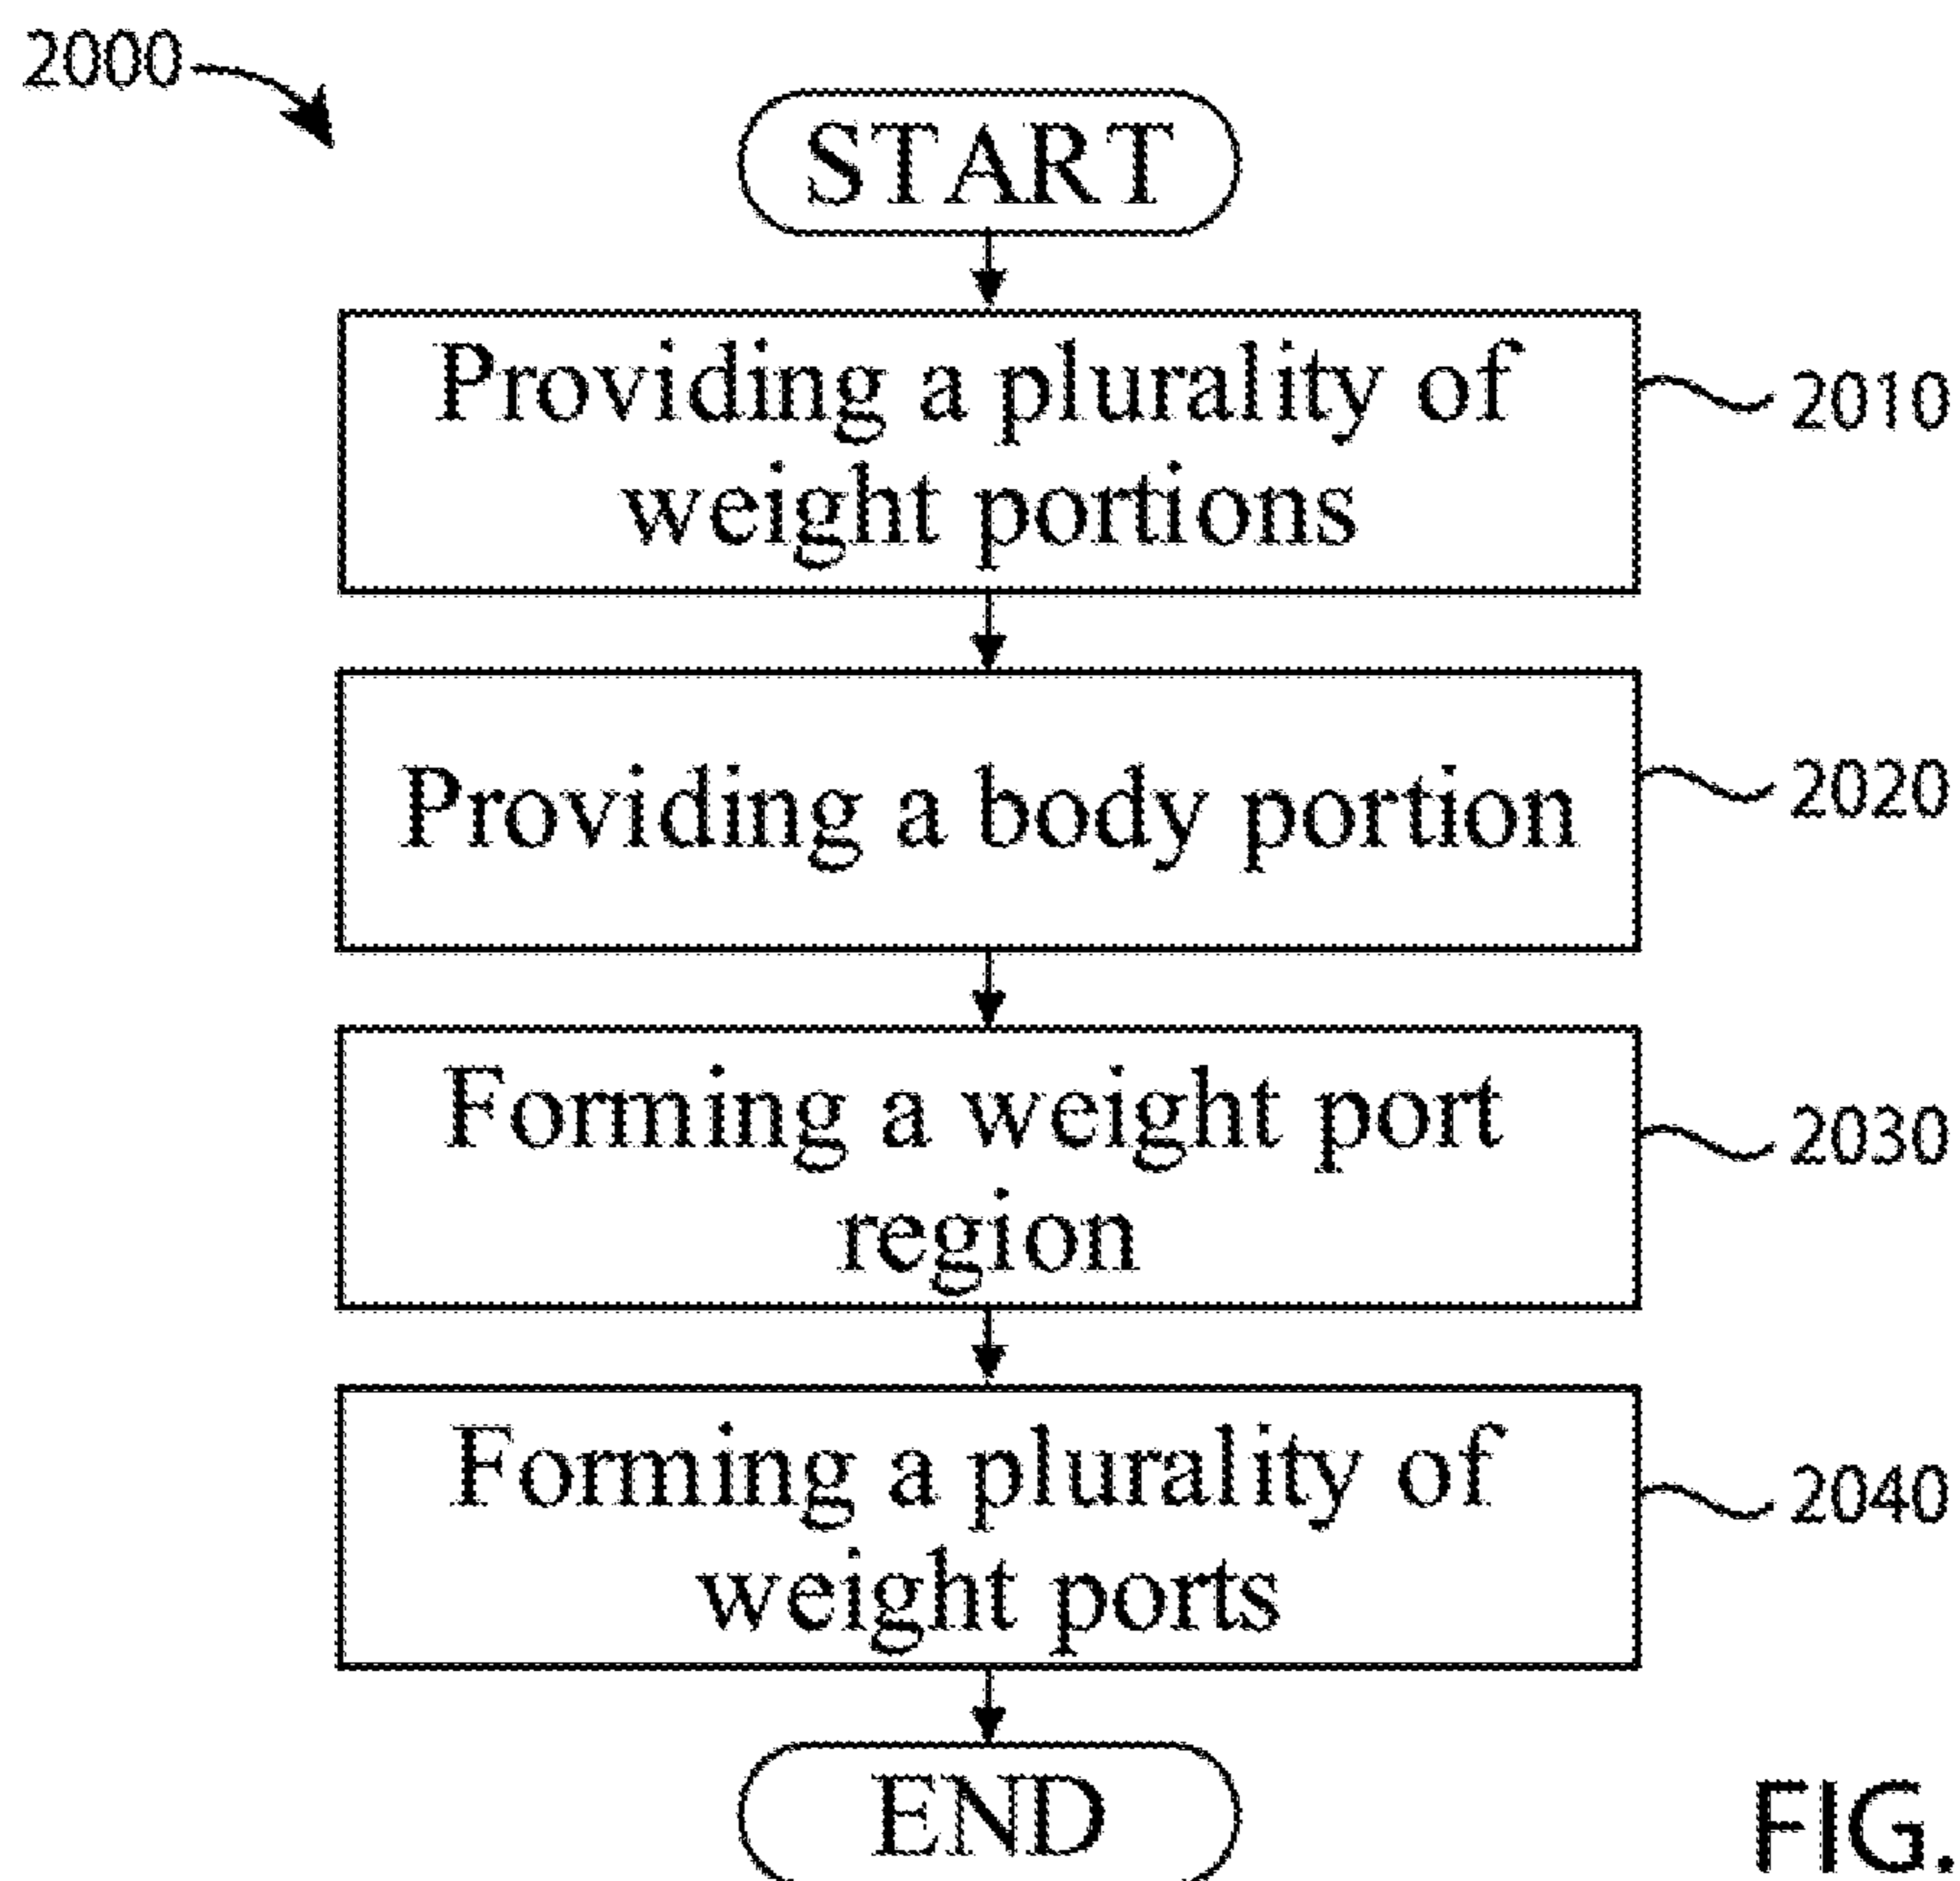 2000
START
Providing a plurality of
weight portions
2010
Providing a body portion
2020
Forming a weight port
region
2030
Forming a plurality of
weight ports
2040
END
FIG.